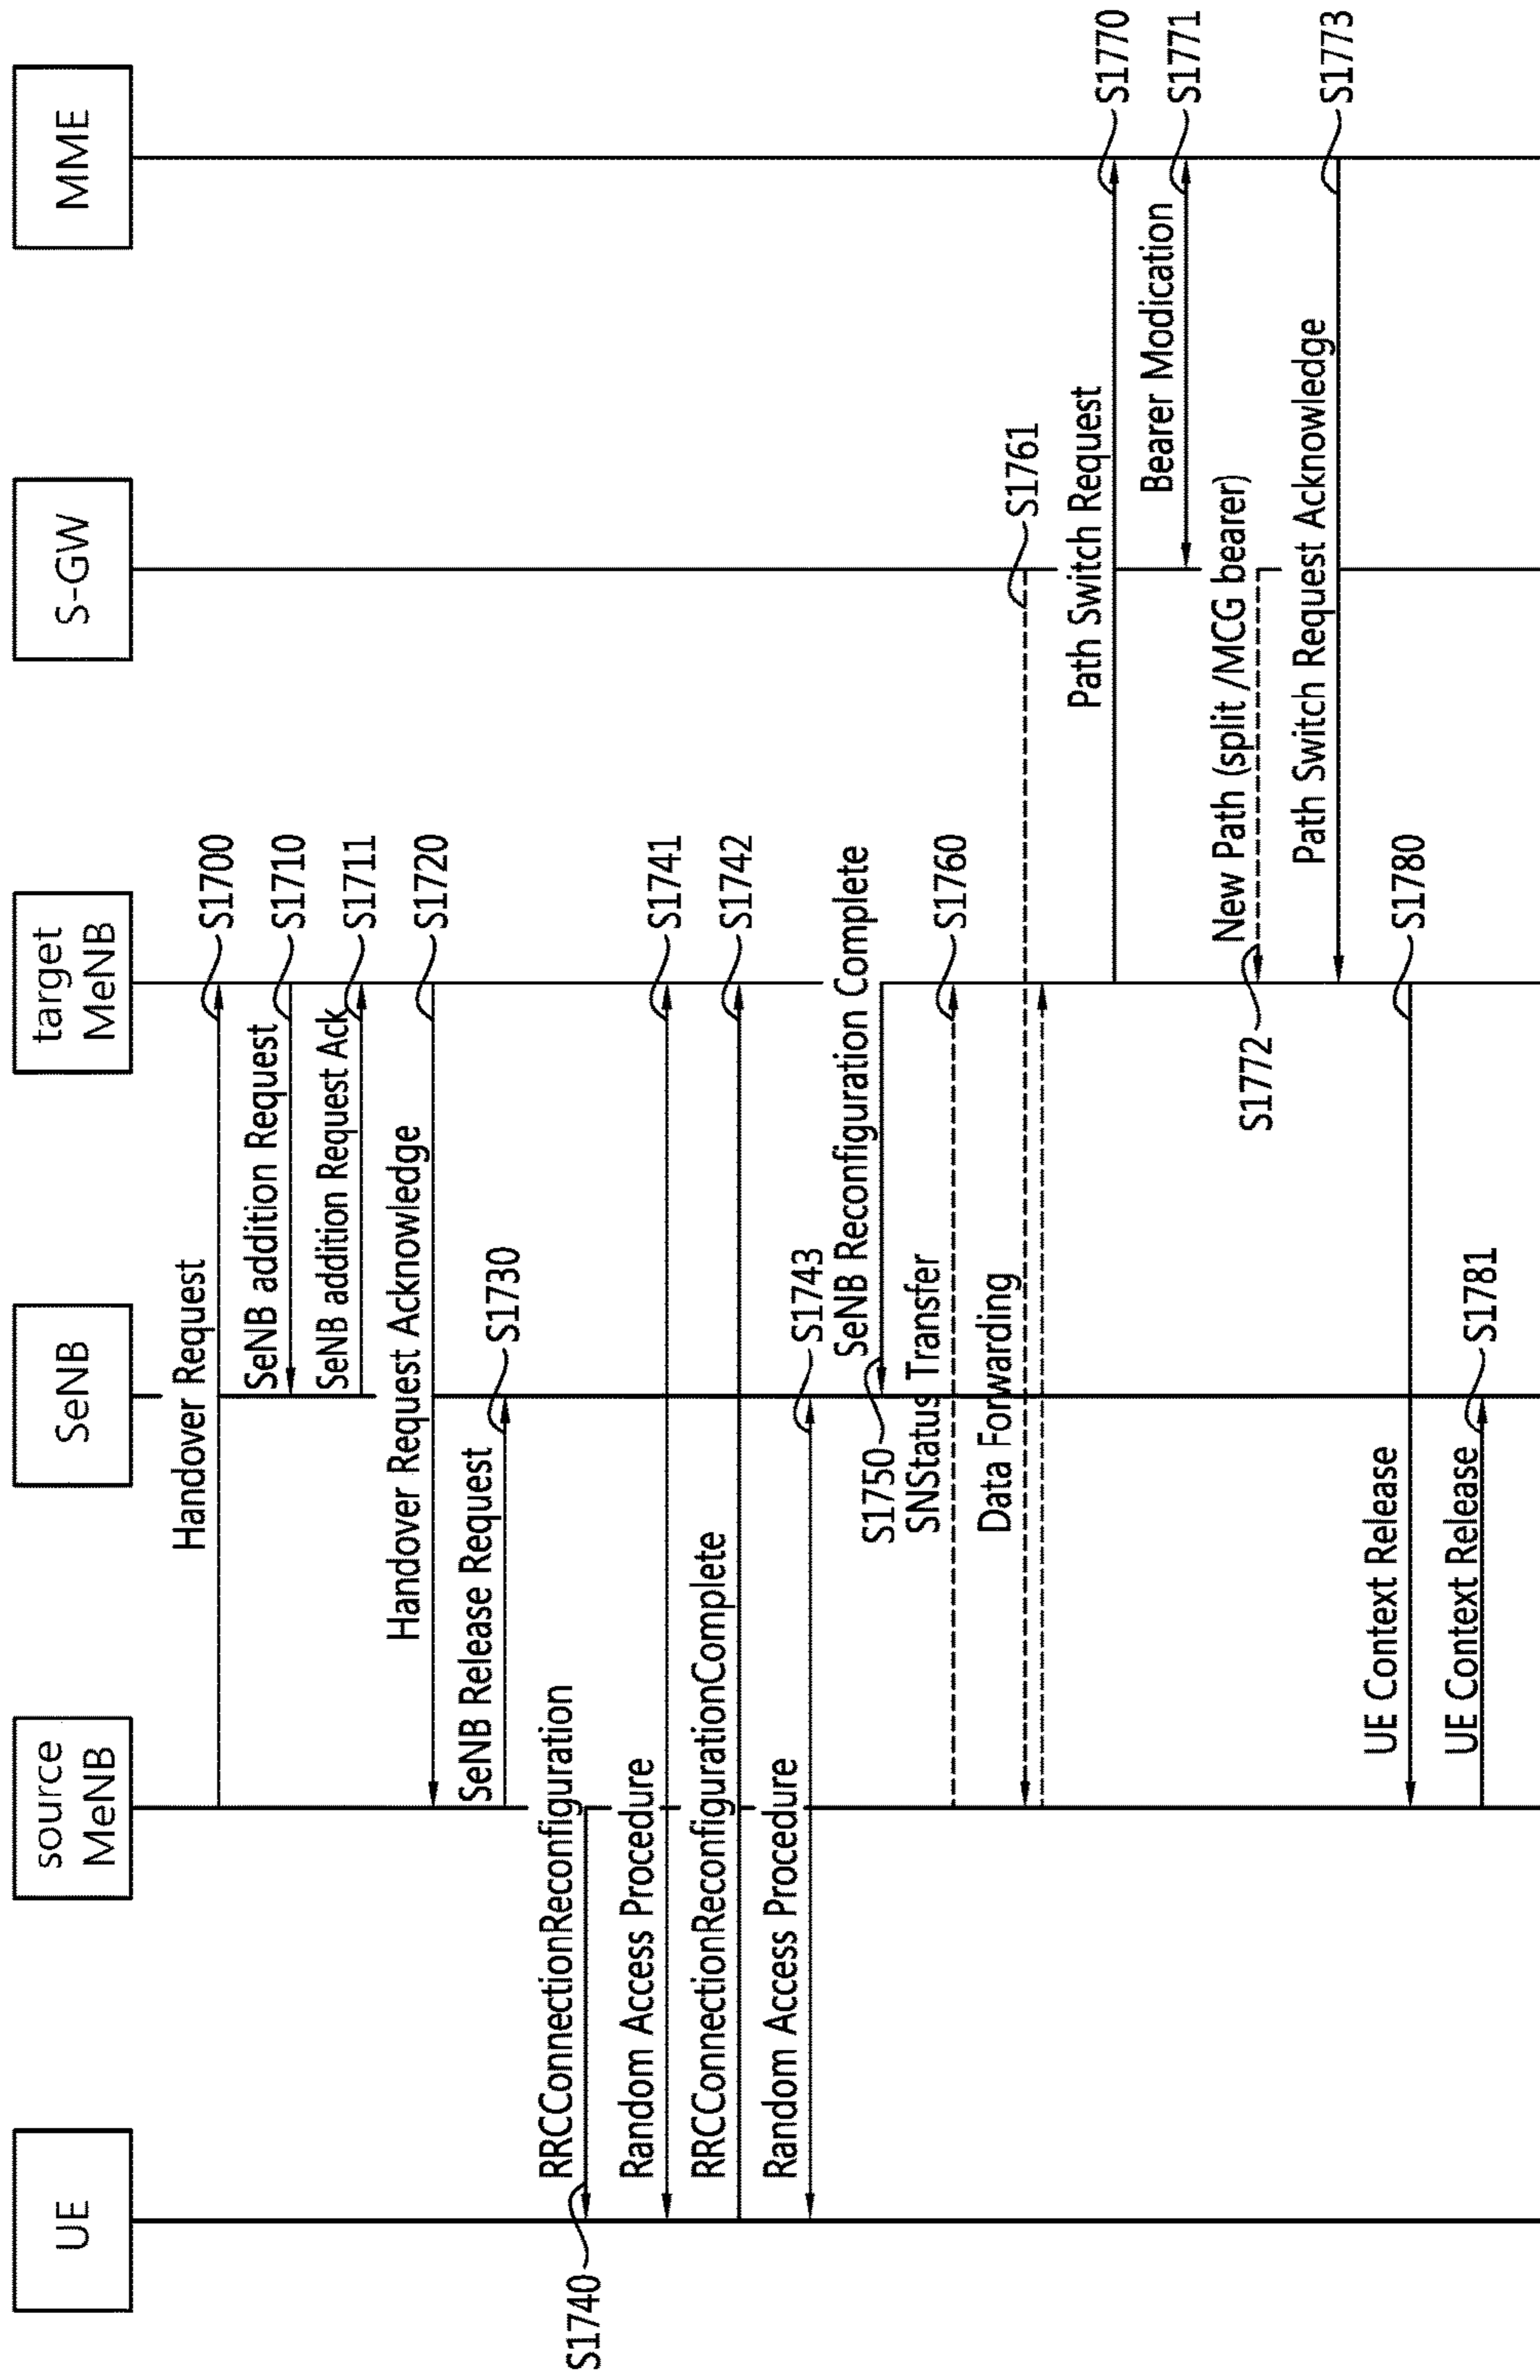 UE
source
MeNB
SeNB
target
MeNB
S-GW
MME
Handover Request
S1700
SeNB addition Request
S1710
SeNB addition Request Ack
S1711
Handover Request Acknowledge
S1720
SeNB Release Request
S1730
S1740
RRCConnectionReconfiguration
Random Access Procedure
S1741
RRCConnectionReconfigurationComplete
S1742
Random Access Procedure
S1743
SeNB Reconfiguration Complete
S1750
SNStatus Transfer
S1760
Data Forwarding
S1761
Path Switch Request
S1770
Bearer Modication
S1771
New Path (split /MCG bearer)
S1772
Path Switch Request Acknowledge
S1773
UE Context Release
S1780
UE Context Release
S1781